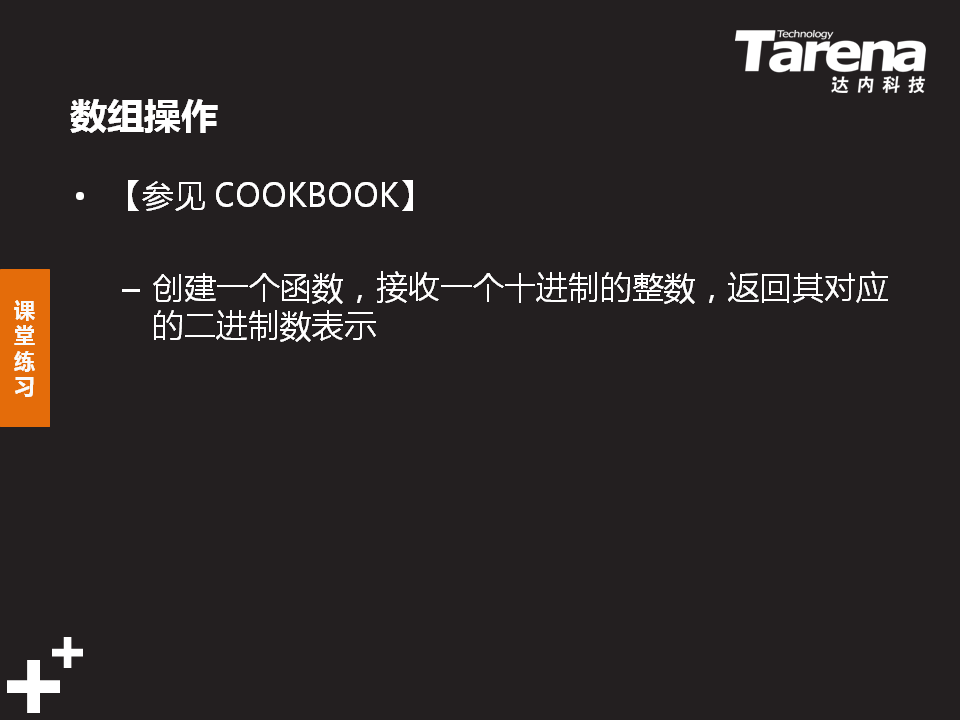 Technology
Tarena
达内科技
数组操作
• 【参见 COOKBOOK】
– 创建一个函数，接收一个十进制的整数，返回其对应
的二进制数表示
课
堂
练
习